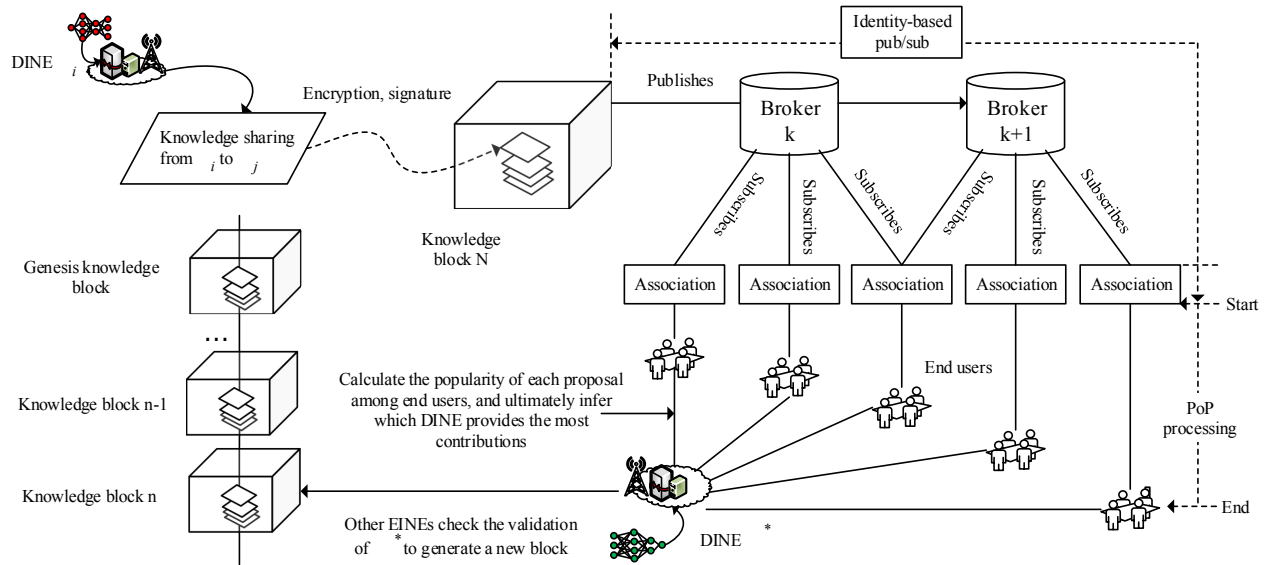 Identity-based
pub/sub
DINE
i
Encryption, signature
Publishes
Broker
k
Broker
k+1
Knowledge sharing
from i to j
Subscribes
Subscribes
Subscribes
Subscribes
Subscribes
Subscribes
Knowledge
block N
Genesis knowledge
block
Association
Association
Association
Association
Association
Start
...
End users
Calculate the popularity of each proposal
among end users, and ultimately infer
which DINE provides the most
contributions
Knowledge block n-1
PoP
processing
Knowledge block n
End
Other EINEs check the validation
of * to generate a new block
DINE *